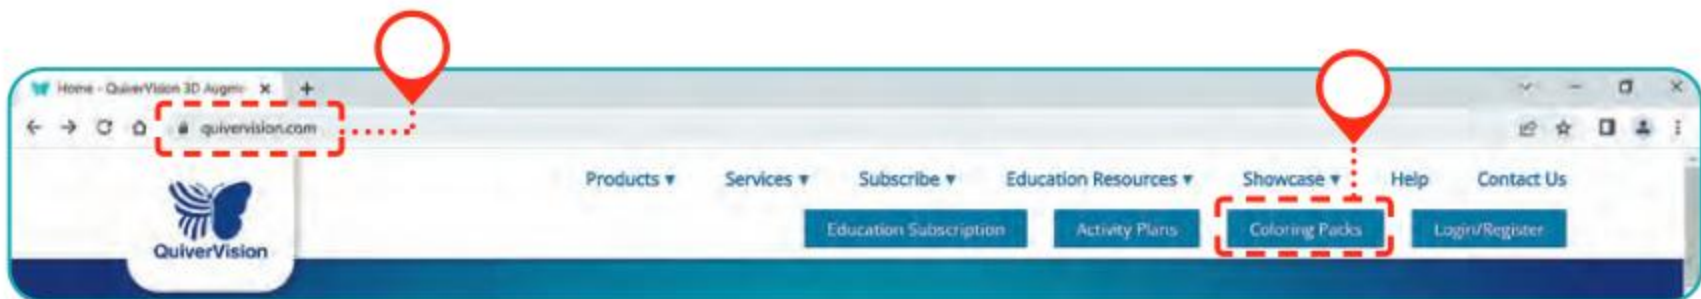 Home - QuiverVision 3D Augme
quivervision.com
Products ▼ Services ▼ Subscribe ▼ Education Resources ▼ Showcase ▼ Help Contact Us
Education Subscription Activity Plans Coloring Packs Login/Register
QuiverVision